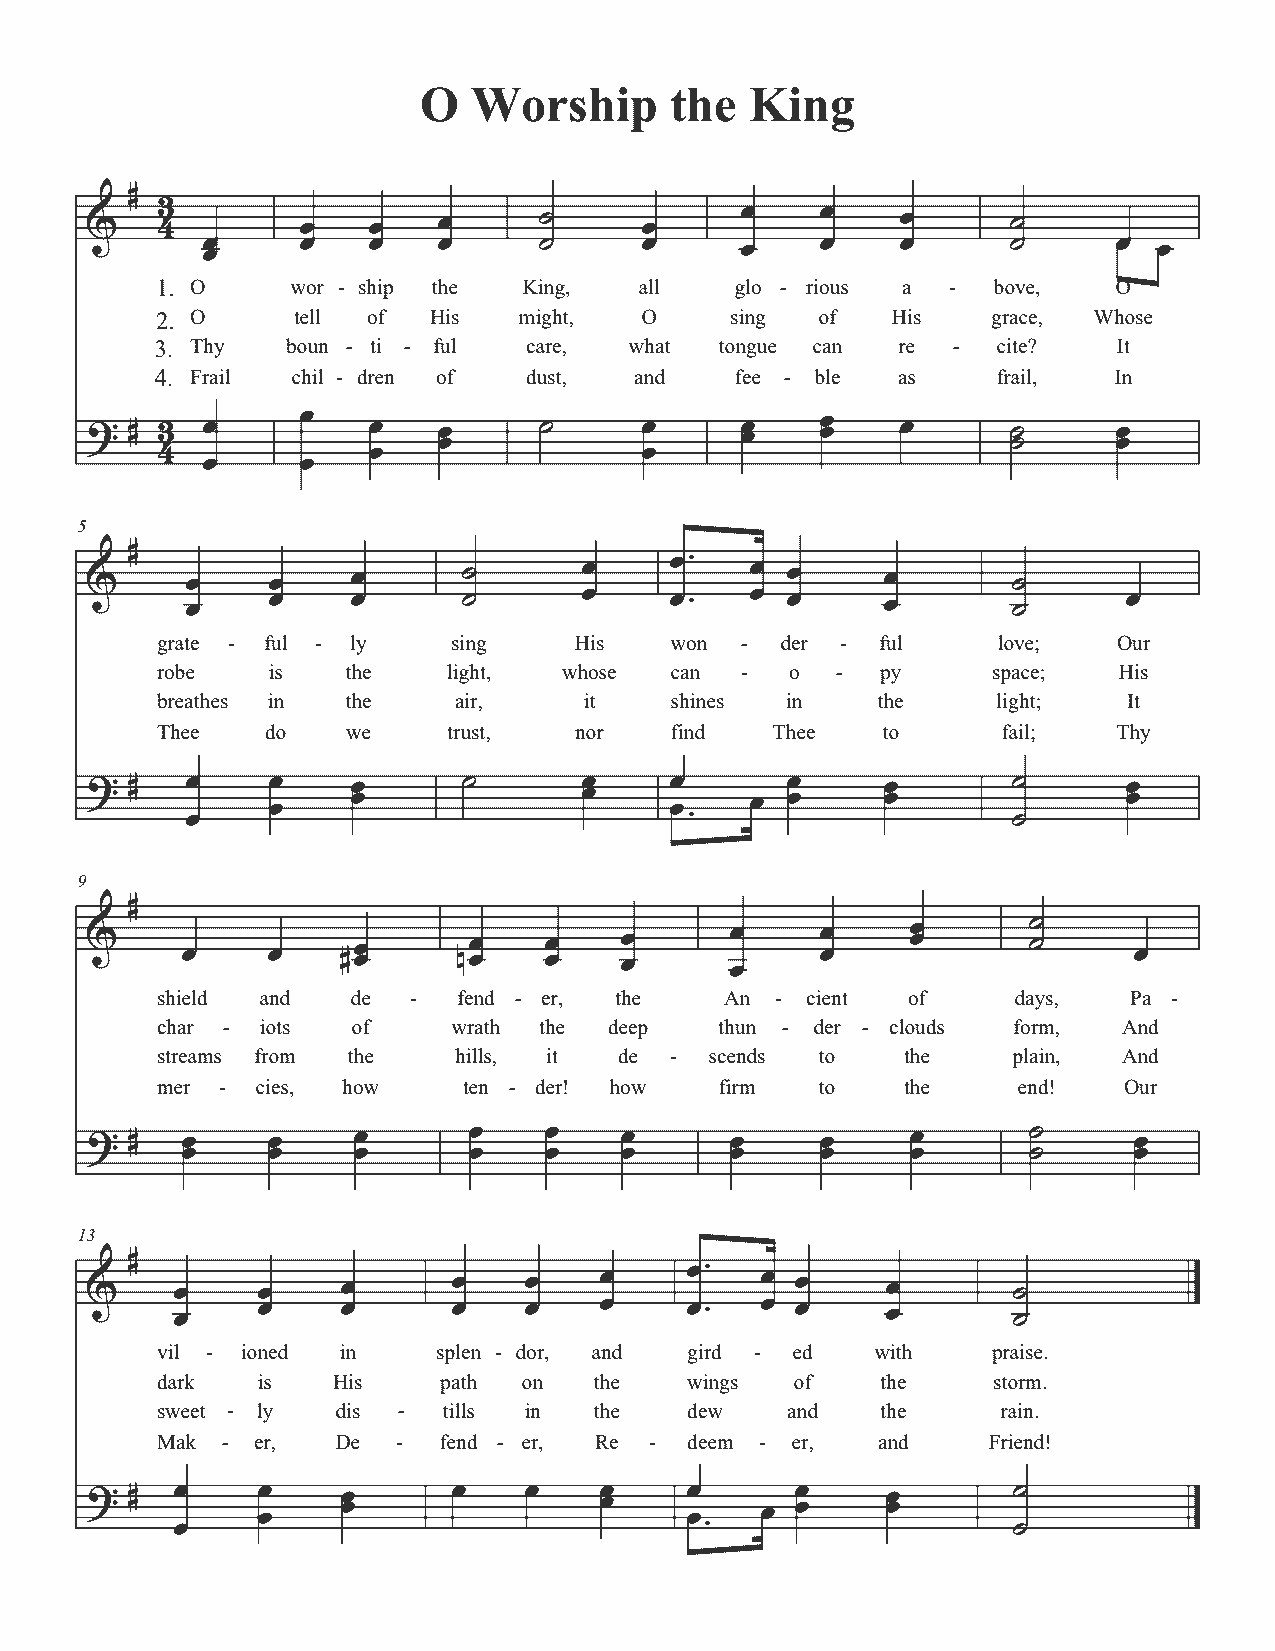 O Worship the King
1. O wor - ship the King, all glo - rious a - bove, O
2. O tell of His might, O sing of His grace, Whose
3. Thy boun - ti - ful care, what tongue can re - cite? It
4. Frail chil - dren of dust, and fee - ble as frail, In
5
grate - ful - ly sing His won - der - ful love; Our
robe is the light, whose can - o - py space; His
breathes in the air, it shines in the light; It
Thee do we trust, nor find Thee to fail; Thy
9
shield and de - fend - er, the An - cient of days, Pa -
char - iots of wrath the deep thun - der - clouds form, And
streams from the hills, it de - scends to the plain, And
mer - cies, how ten - der! how firm to the end! Our
13
vil - ioned in splen - dor, and gird - ed with praise.
dark is His path on the wings of the storm.
sweet - ly dis - tills in the dew and the rain.
Mak - er, De - fend - er, Re - deem - er, and Friend!